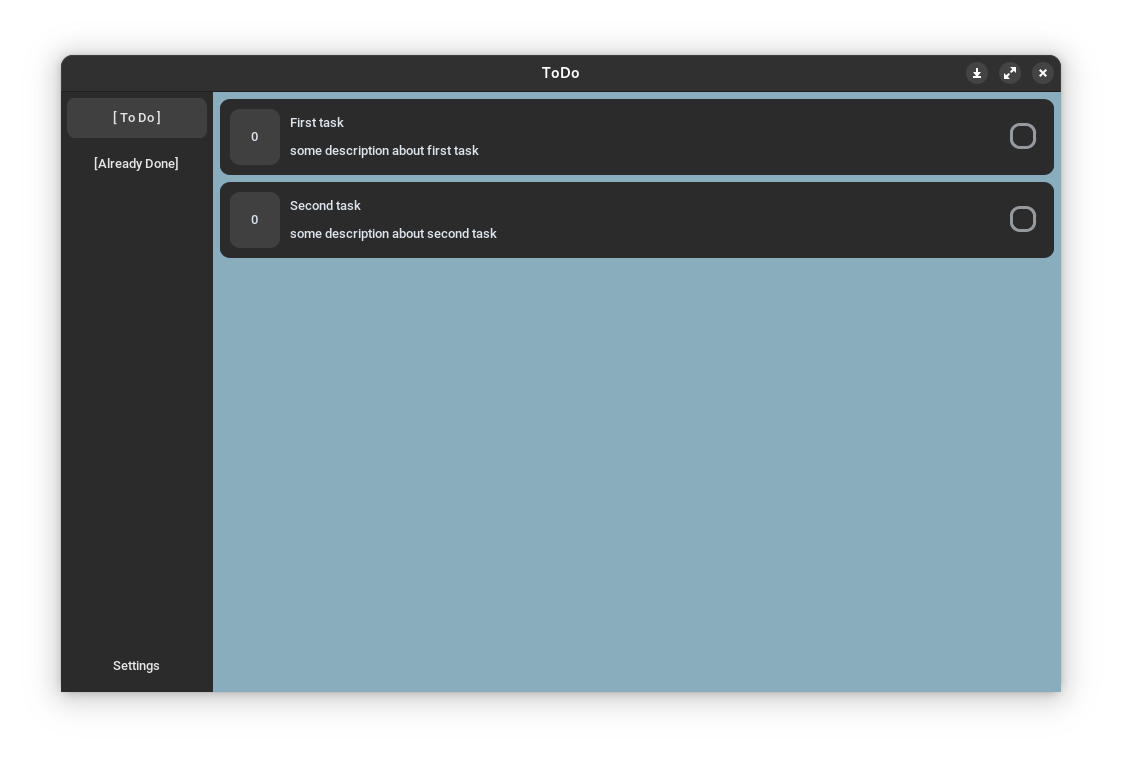 ToDo
[ To Do ]
[Already Done]
0
First task
some description about first task
0
Second task
some description about second task
Settings